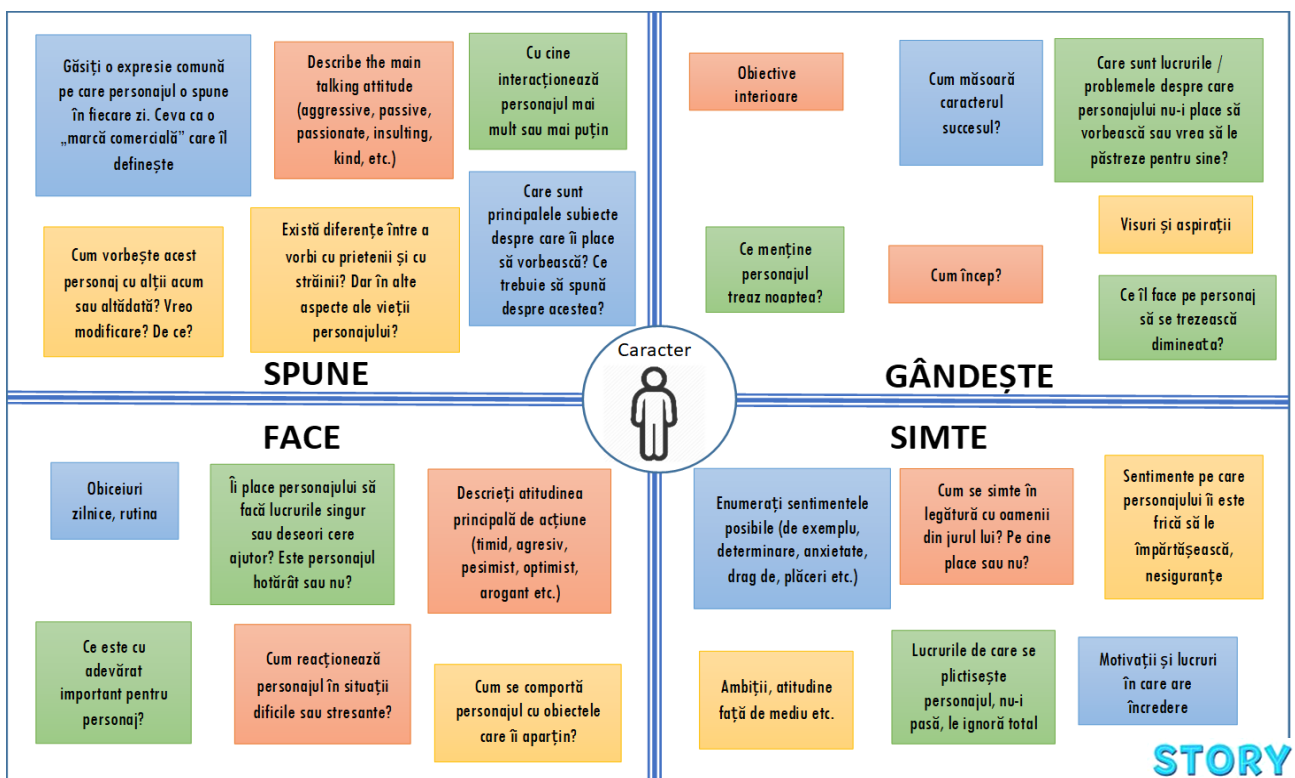 Găsiți o expresie comună
pe care personajul o spune
în fiecare zi. Ceva ca o
„marcă comercială” care îl
definește
Describe the main
talking attitude
(aggressive, passive,
passionate, insulting,
kind, etc.)
Cu cine
interacționează
personajul mai
mult sau mai puțin
Cum vorbește acest
personaj cu alții acum
sau altădată? Vreo
modificare? De ce?
Există diferențe între a
vorbi cu prietenii și cu
străinii? Dar în alte
aspecte ale vieții
personajului?
Care sunt
principalele subiecte
despre care îi place
să vorbească? Ce
trebuie să spună
despre acestea?
SPUNE
Obiective
interioare
Cum măsoară
caracterul
succesul?
Care sunt lucrurile /
problemele despre care
personajului nu-i place să
vorbească sau vrea să le
păstreze pentru sine?
Visuri și aspirații
Ce menține
personajul
treaz noaptea?
Cum încep?
Ce îl face pe personaj
să se trezească
dimineata?
GÂNDEȘTE
Caracter
FACE
Obiceiuri
zilnice, rutina
Îi place personajului să
facă lucrurile singur
sau deseori cere
ajutor? Este personajul
hotărât sau nu?
Descrieți atitudinea
principală de acțiune
(timid, agresiv,
pesimist, optimist,
arogant etc.)
Ce este cu
adevărat
important pentru
personaj?
Cum reacționează
personajul în situații
dificile sau stresante?
Cum se comportă
personajul cu obiectele
care îi aparțin?
SIMTE
Enumerați sentimentele
posibile (de exemplu,
determinare, anxietate,
drag de, plăceri etc.)
Cum se simte în
legătură cu oamenii
din jurul lui? Pe cine
place sau nu?
Sentimente pe care
personajului îi este
frică să le
împărtășească,
nesiguranțe
Ambiții, atitudine
față de mediu etc.
Lucrurile de care se
plictisește
personajul, nu-i
pasă, le ignoră total
Motivații și lucruri
în care are
încredere
STORY